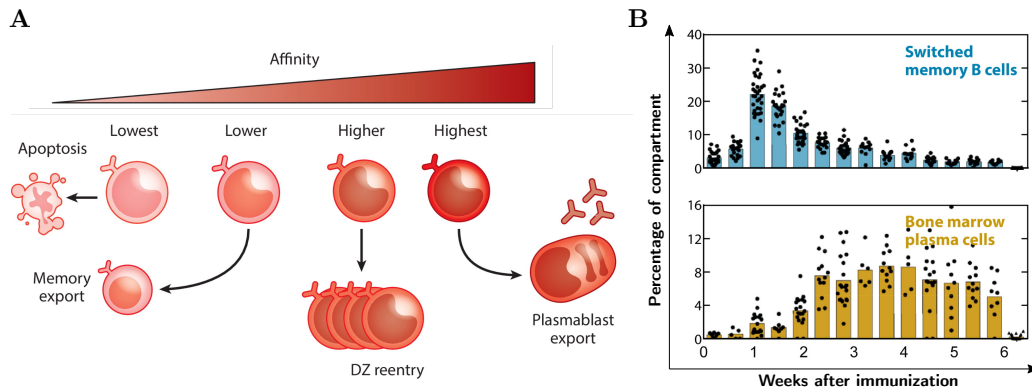 A
Affinity
Lowest
Lower
Higher
Highest
Apoptosis
Memory
export
DZ reentry
Plasmablast
export
B
Percentage of compartment
40
30
20
10
0
Switched
memory B cells
16
12
8
4
0
Bone marrow
plasma cells
0 1 2 3 4 5 6
Weeks after immunization